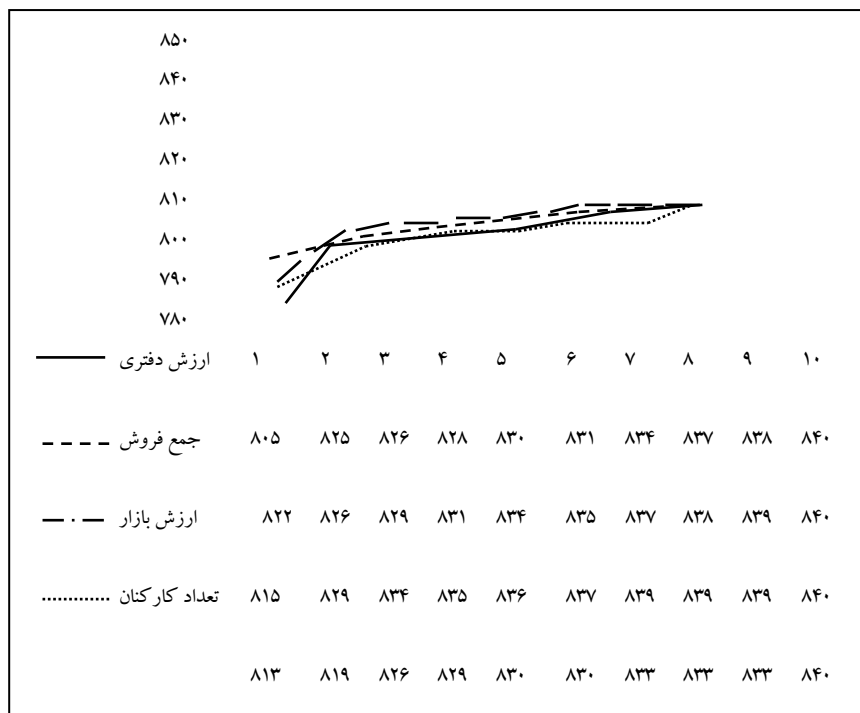 ۸۵۰
۸۴۰
۸۳۰
۸۲۰
۸۱۰
۸۰۰
۷۹۰
۷۸۰
ارزش دفتری ۱ ۲ ۳ ۴ ۵ ۶ ۷ ۸ ۹ ۱۰
جمع فروش ۸۰۵ ۸۲۵ ۸۲۶ ۸۲۸ ۸۳۰ ۸۳۱ ۸۳۴ ۸۳۷ ۸۳۸ ۸۴۰
ارزش بازار ۸۲۲ ۸۲۶ ۸۲۹ ۸۳۱ ۸۳۴ ۸۳۵ ۸۳۷ ۸۳۸ ۸۳۹ ۸۴۰
تعداد کارکنان ۸۱۵ ۸۲۹ ۸۳۴ ۸۳۵ ۸۳۶ ۸۳۷ ۸۳۹ ۸۳۹ ۸۳۹ ۸۴۰
۸۱۳ ۸۱۹ ۸۲۶ ۸۲۹ ۸۳۰ ۸۳۰ ۸۳۳ ۸۳۳ ۸۳۳ ۸۴۰